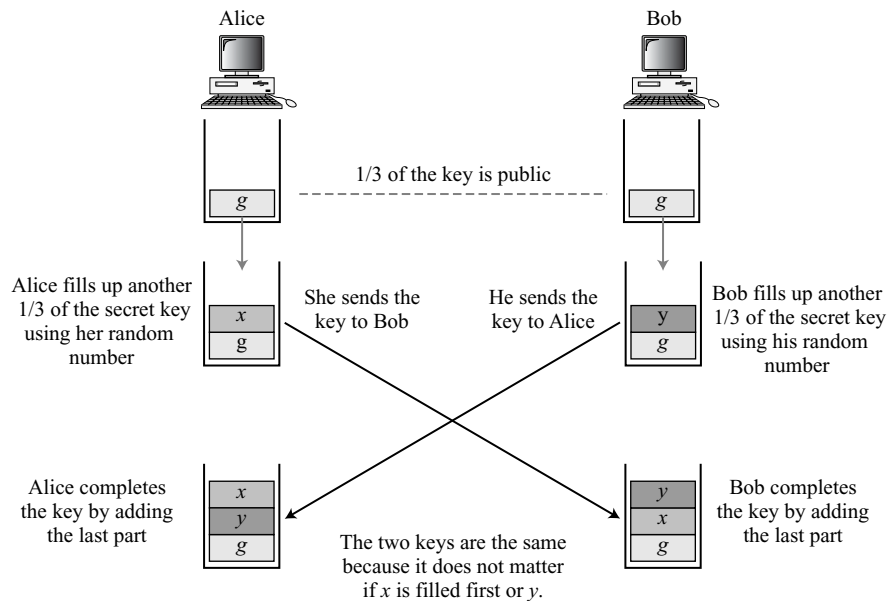 Alice
Bob
1/3 of the key is public
g
g
Alice fills up another
1/3 of the secret key
using her random
number
x
g
She sends the
key to Bob
He sends the
key to Alice
y
g
Bob fills up another
1/3 of the secret key
using his random
number
Alice completes
the key by adding
the last part
x
y
g
The two keys are the same
because it does not matter
if x is filled first or y.
y
x
g
Bob completes
the key by adding
the last part